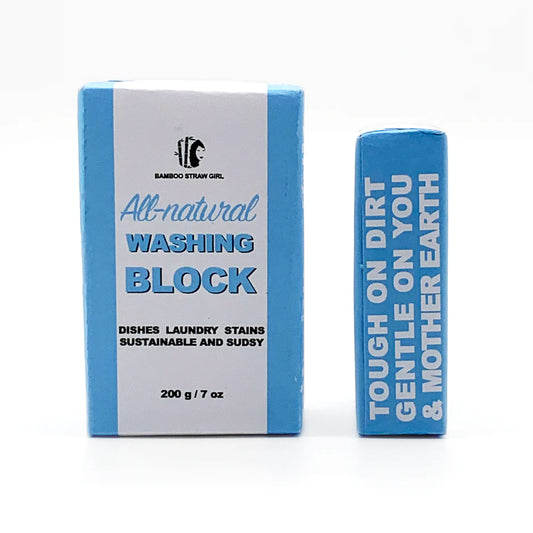 BAMBOO STRAW GIRL
All-natural
WASHING
BLOCK
DISHES LAUNDRY STAINS
SUSTAINABLE AND SUDSY
200 g / 7 oz
TOUGH ON DIRT
GENTLE ON YOU
& MOTHER EARTH